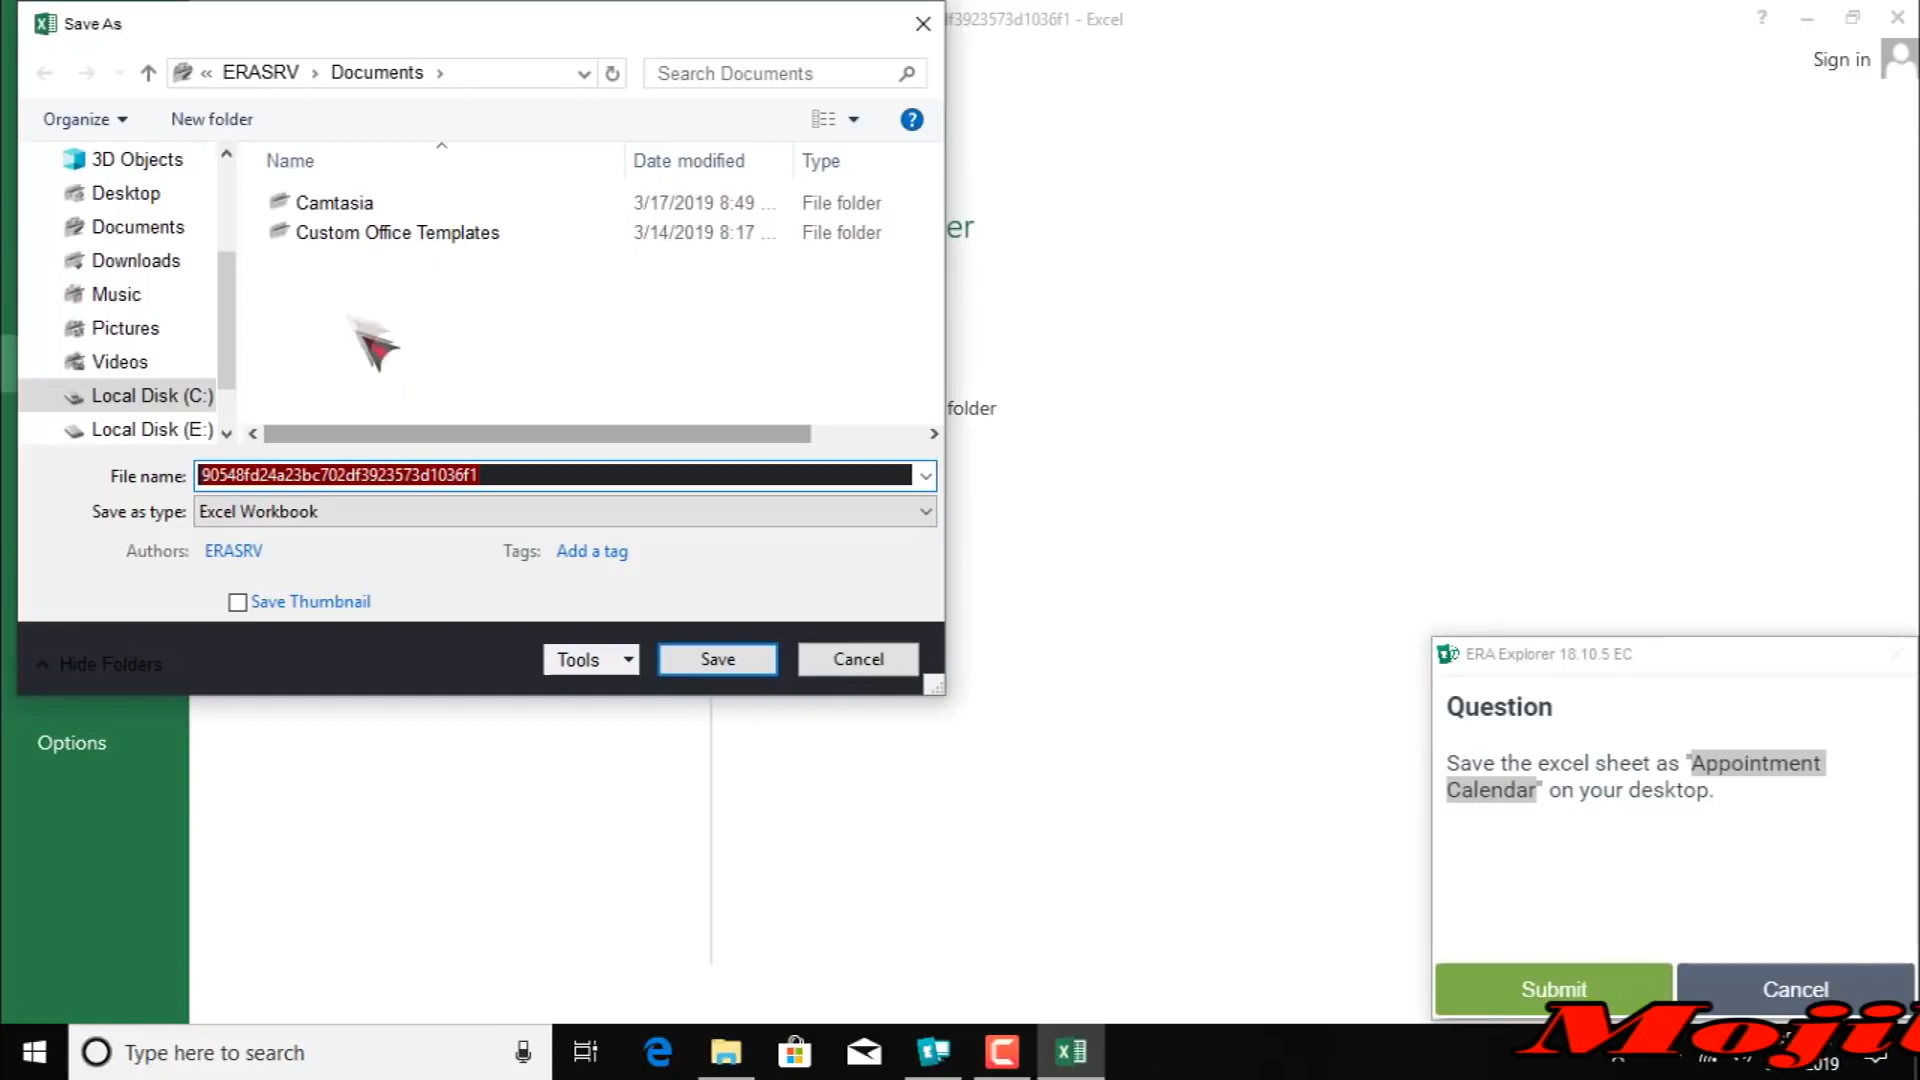 Save As
f3923573d1036f1 - Excel
?
Sign in
« ERASRV › Documents ›
Search Documents
Organize
New folder
?
3D Objects
Desktop
Documents
Downloads
Music
Pictures
Videos
Local Disk (C:)
Local Disk (E:)
Name Date modified Type
Camtasia 3/17/2019 8:49 ... File folder
Custom Office Templates 3/14/2019 8:17 ... File folder
er
folder
File name: 90548fd24a23bc702df3923573d1036f1
Save as type: Excel Workbook
Authors: ERASRV Tags: Add a tag
Save Thumbnail
Hide Folders
Tools
Save
Cancel
Options
ERA Explorer 18.10.5 EC
Question
Save the excel sheet as "Appointment
Calendar" on your desktop.
Submit
Cancel
Type here to search
Moji
2019